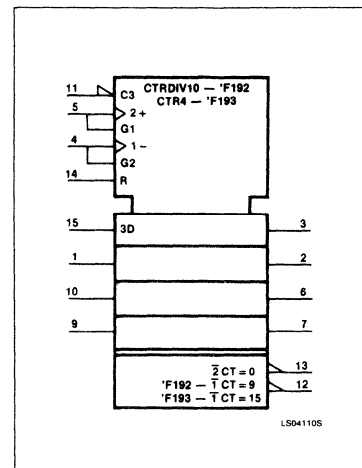 CTRDIV10 — 'F192
CTR4 — 'F193
11 C3
5 2 +
G1
4 1 –
G2
14 R
15 3D 3
1 2
10 6
9 7
2̅ CT = 0 13
'F192 — 1̅ CT = 9 12
'F193 — 1̅ CT = 15
LS04110S